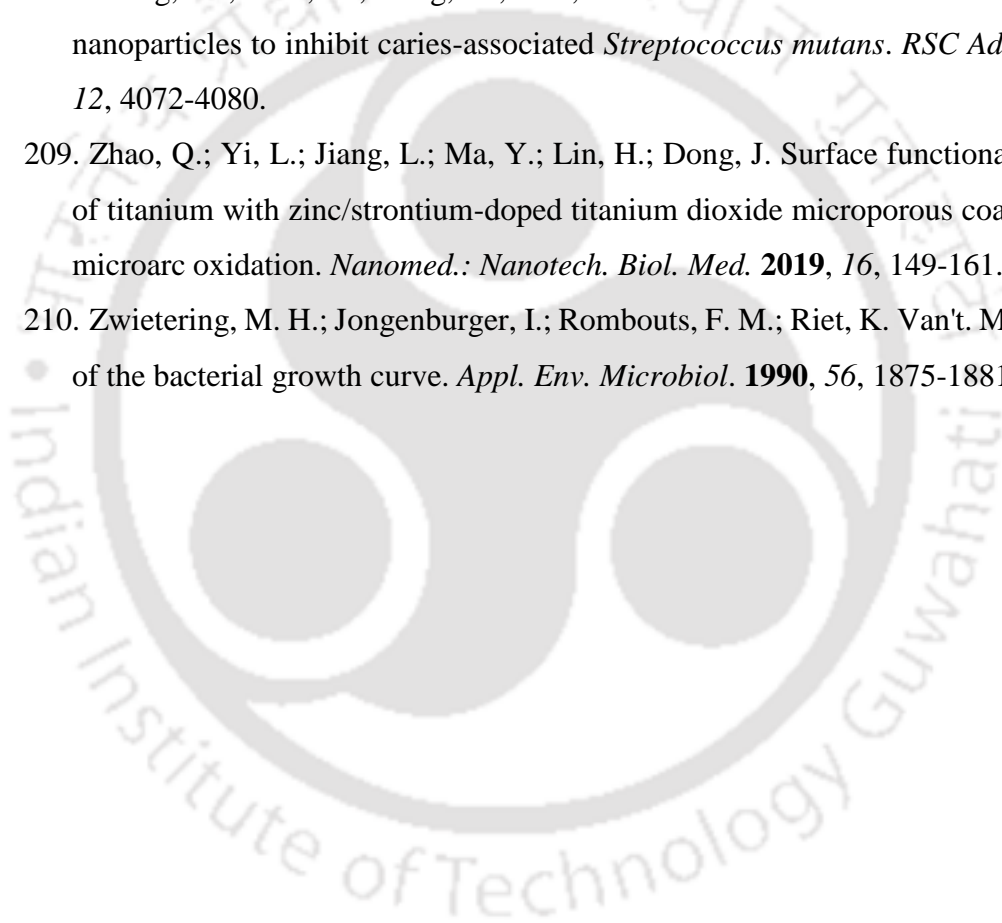 nanoparticles to inhibit caries-associated Streptococcus mutans. RSC Ad
12, 4072-4080.
209. Zhao, Q.; Yi, L.; Jiang, L.; Ma, Y.; Lin, H.; Dong, J. Surface functiona
of titanium with zinc/strontium-doped titanium dioxide microporous coa
microarc oxidation. Nanomed.: Nanotech. Biol. Med. 2019, 16, 149-161.
210. Zwietering, M. H.; Jongenburger, I.; Rombouts, F. M.; Riet, K. Van't. M
of the bacterial growth curve. Appl. Env. Microbiol. 1990, 56, 1875-1881
Indian Institute of Technology Guwahati